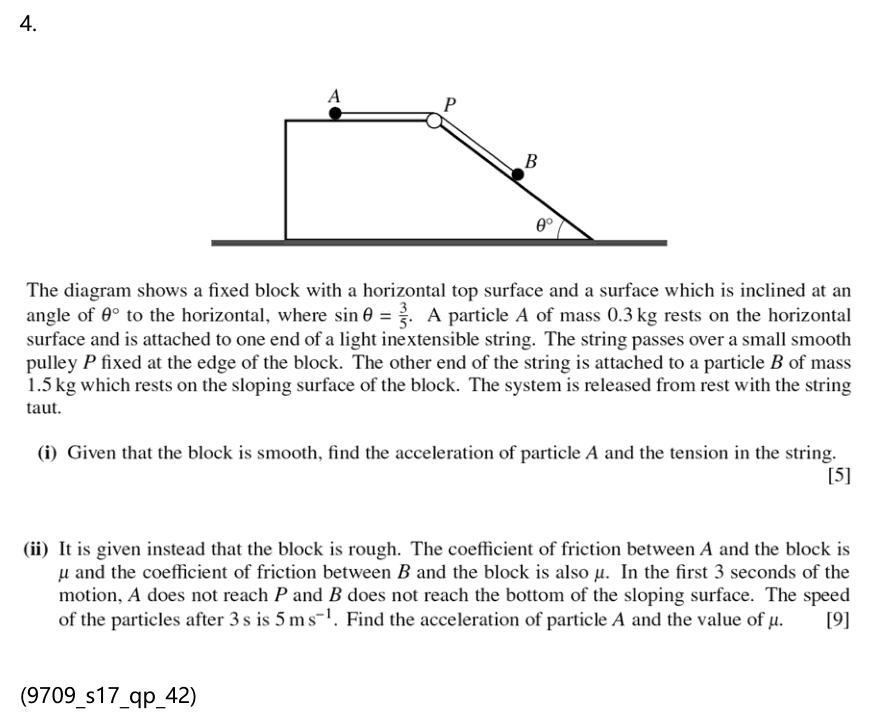 4.
A
P
B
θ°
The diagram shows a fixed block with a horizontal top surface and a surface which is inclined at an
angle of θ° to the horizontal, where sin θ = 3/5. A particle A of mass 0.3 kg rests on the horizontal
surface and is attached to one end of a light inextensible string. The string passes over a small smooth
pulley P fixed at the edge of the block. The other end of the string is attached to a particle B of mass
1.5 kg which rests on the sloping surface of the block. The system is released from rest with the string
taut.
(i) Given that the block is smooth, find the acceleration of particle A and the tension in the string.
[5]
(ii) It is given instead that the block is rough. The coefficient of friction between A and the block is
μ and the coefficient of friction between B and the block is also μ. In the first 3 seconds of the
motion, A does not reach P and B does not reach the bottom of the sloping surface. The speed
of the particles after 3 s is 5 m s⁻¹. Find the acceleration of particle A and the value of μ. [9]
(9709_s17_qp_42)